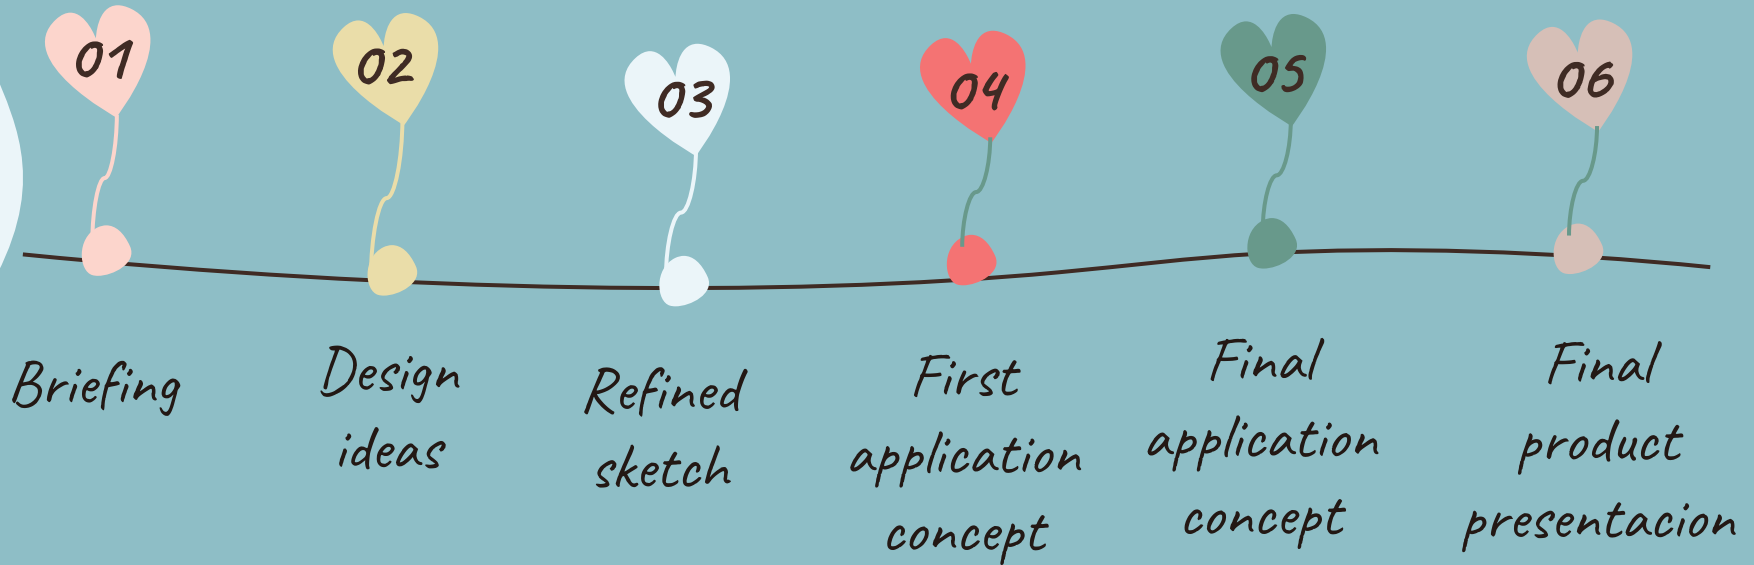 01
02
03
04
05
06
Briefing
Design
ideas
Refined
sketch
First
application
concept
Final
application
concept
Final
product
presentacion